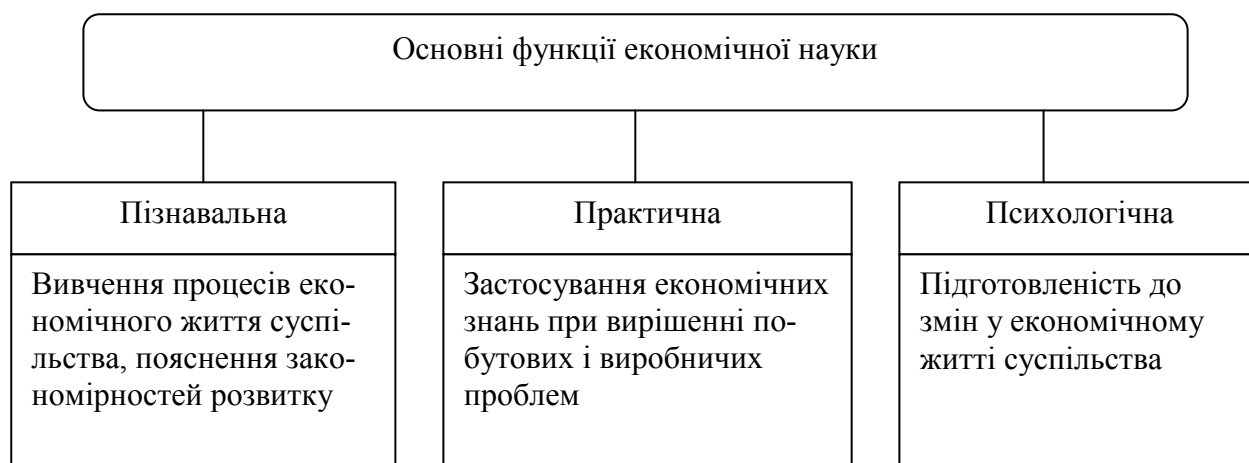 Основні функції економічної науки
Пізнавальна
Вивчення процесів еко-
номічного життя суспі-
льства, пояснення зако-
номірностей розвитку
Практична
Застосування економічних
знань при вирішенні по-
бутових і виробничих
проблем
Психологічна
Підготовленість до
змін у економічному
житті суспільства